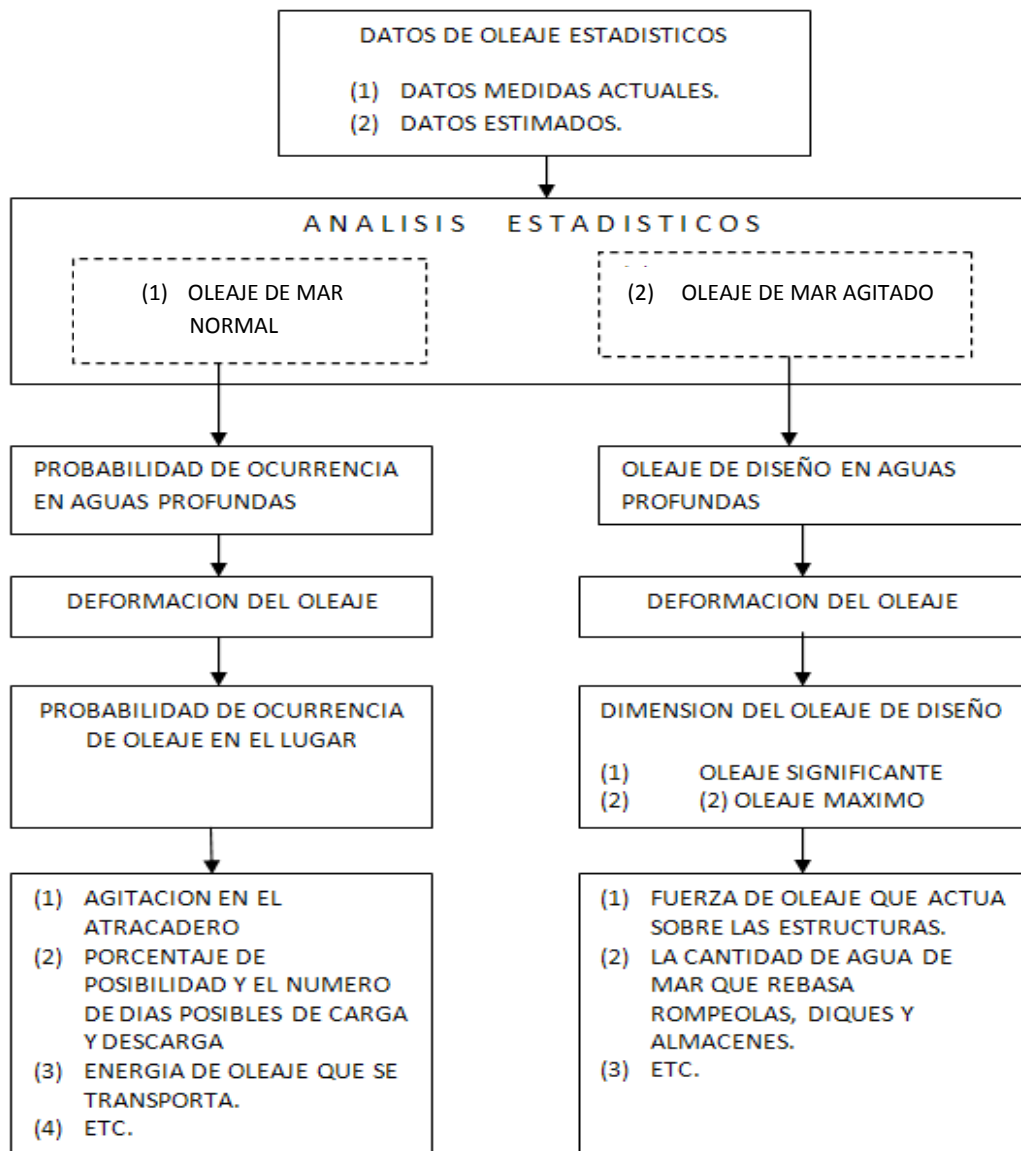 DATOS DE OLEAJE ESTADISTICOS
(1) DATOS MEDIDAS ACTUALES.
(2) DATOS ESTIMADOS.
ANALISIS ESTADISTICOS
(1) OLEAJE DE MAR
NORMAL
(2) OLEAJE DE MAR AGITADO
PROBABILIDAD DE OCURRENCIA
EN AGUAS PROFUNDAS
DEFORMACION DEL OLEAJE
PROBABILIDAD DE OCURRENCIA
DE OLEAJE EN EL LUGAR
(1) AGITACION EN EL
ATRACADERO
(2) PORCENTAJE DE
POSIBILIDAD Y EL NUMERO
DE DIAS POSIBLES DE CARGA
Y DESCARGA
(3) ENERGIA DE OLEAJE QUE SE
TRANSPORTA.
(4) ETC.
OLEAJE DE DISEÑO EN AGUAS
PROFUNDAS
DEFORMACION DEL OLEAJE
DIMENSION DEL OLEAJE DE DISEÑO
(1) OLEAJE SIGNIFICANTE
(2) (2) OLEAJE MAXIMO
(1) FUERZA DE OLEAJE QUE ACTUA
SOBRE LAS ESTRUCTURAS.
(2) LA CANTIDAD DE AGUA DE
MAR QUE REBASA
ROMPEOLAS, DIQUES Y
ALMACENES.
(3) ETC.